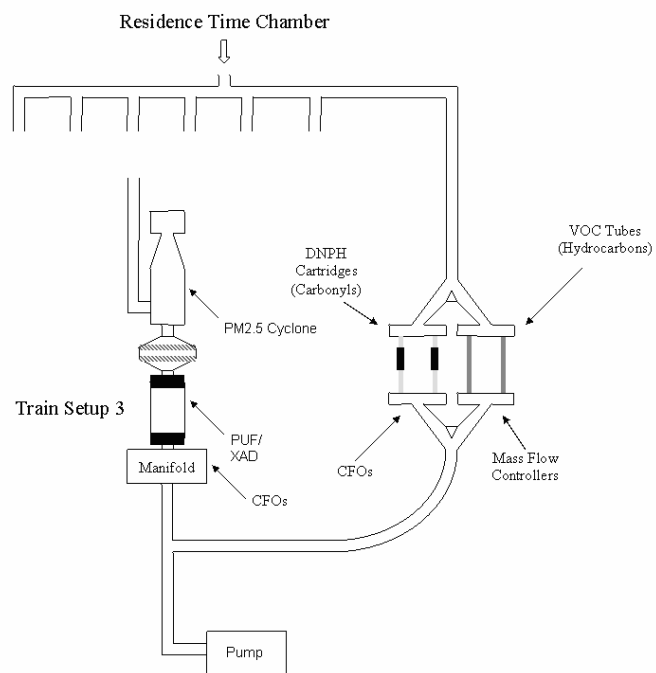 Residence Time Chamber
VOC Tubes
(Hydrocarbons)
DNPH
Cartridges
(Carbonyls)
PM2.5 Cyclone
Train Setup 3
PUF/
XAD
Manifold
CFOs
CFOs
Mass Flow
Controllers
Pump